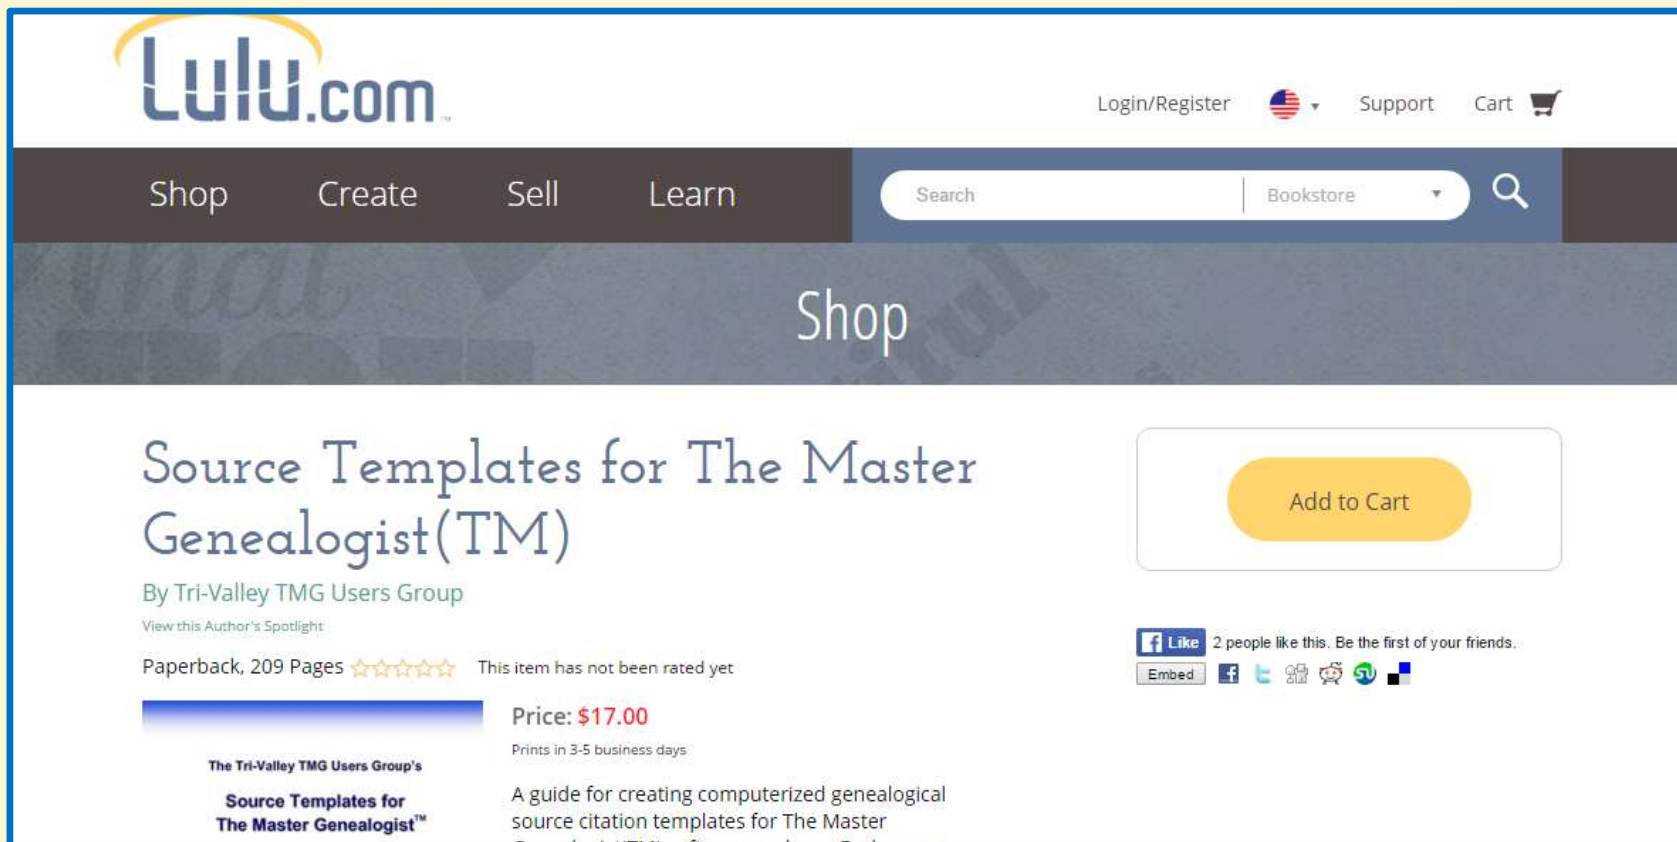 Lulu.com
Login/Register Support Cart
Shop Create Sell Learn Search Bookstore
Shop
Source Templates for The Master
Genealogist(TM)
By Tri-Valley TMG Users Group
View this Author's Spotlight
Paperback, 209 Pages This item has not been rated yet
Price: $17.00
Prints in 3-5 business days
A guide for creating computerized genealogical
source citation templates for The Master
The Tri-Valley TMG Users Group's
Source Templates for
The Master Genealogist™
Add to Cart
Like 2 people like this. Be the first of your friends.
Embed